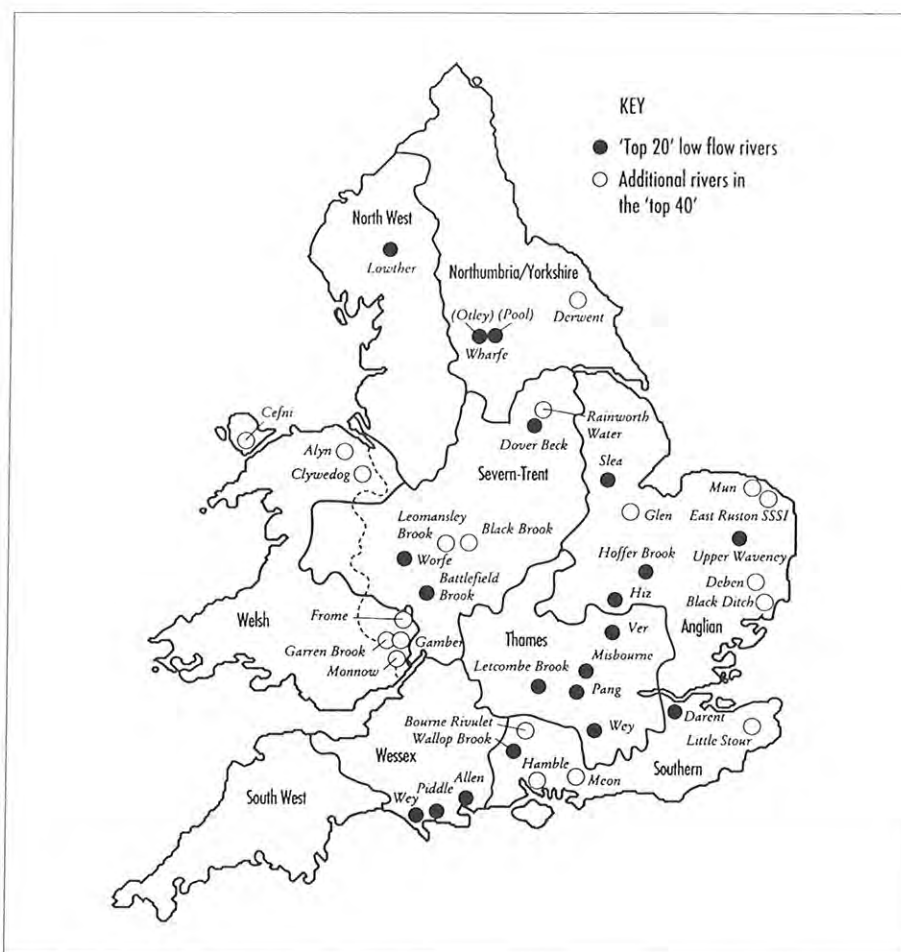 KEY
'Top 20' low flow rivers
Additional rivers in
the 'top 40'
North West
Lowther
Northumbria/Yorkshire
Derwent
(Otley) (Pool)
Wharfe
Cefni
Alyn
Clywedog
Rainworth
Water
Dover Beck
Severn-Trent
Slea
Mun
East Ruston SSSI
Glen
Leomansley
Brook
Black Brook
Worfe
Battlefield
Brook
Hoffer Brook
Hiz
Upper Waveney
Deben
Black Ditch
Anglian
Welsh
Frome
Garren Brook
Gamber
Monnow
Thames
Ver
Misbourne
Letcombe Brook
Pang
Wey
Darent
Little Stour
Southern
Bourne Rivulet
Wallop Brook
Hamble
Meon
Wessex
Wey
Piddle
Allen
South West